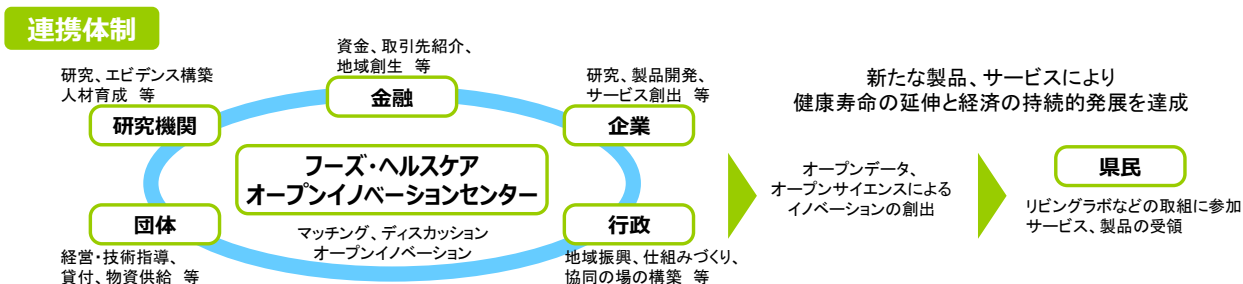 連携体制
資金、取引先紹介、
地域創生 等
金融
研究、エビデンス構築
人材育成 等
研究機関
研究、製品開発、
サービス創出 等
企業
フーズ・ヘルスケア
オープンイノベーションセンター
マッチング、ディスカッション
オープンイノベーション
団体
経営・技術指導、
貸付、物資供給 等
行政
地域振興、仕組みづくり、
協同の場の構築 等
新たな製品、サービスにより
健康寿命の延伸と経済の持続的発展を達成
オープンデータ、
オープンサイエンスによる
イノベーションの創出
県民
リビングラボなどの取組に参加
サービス、製品の受領